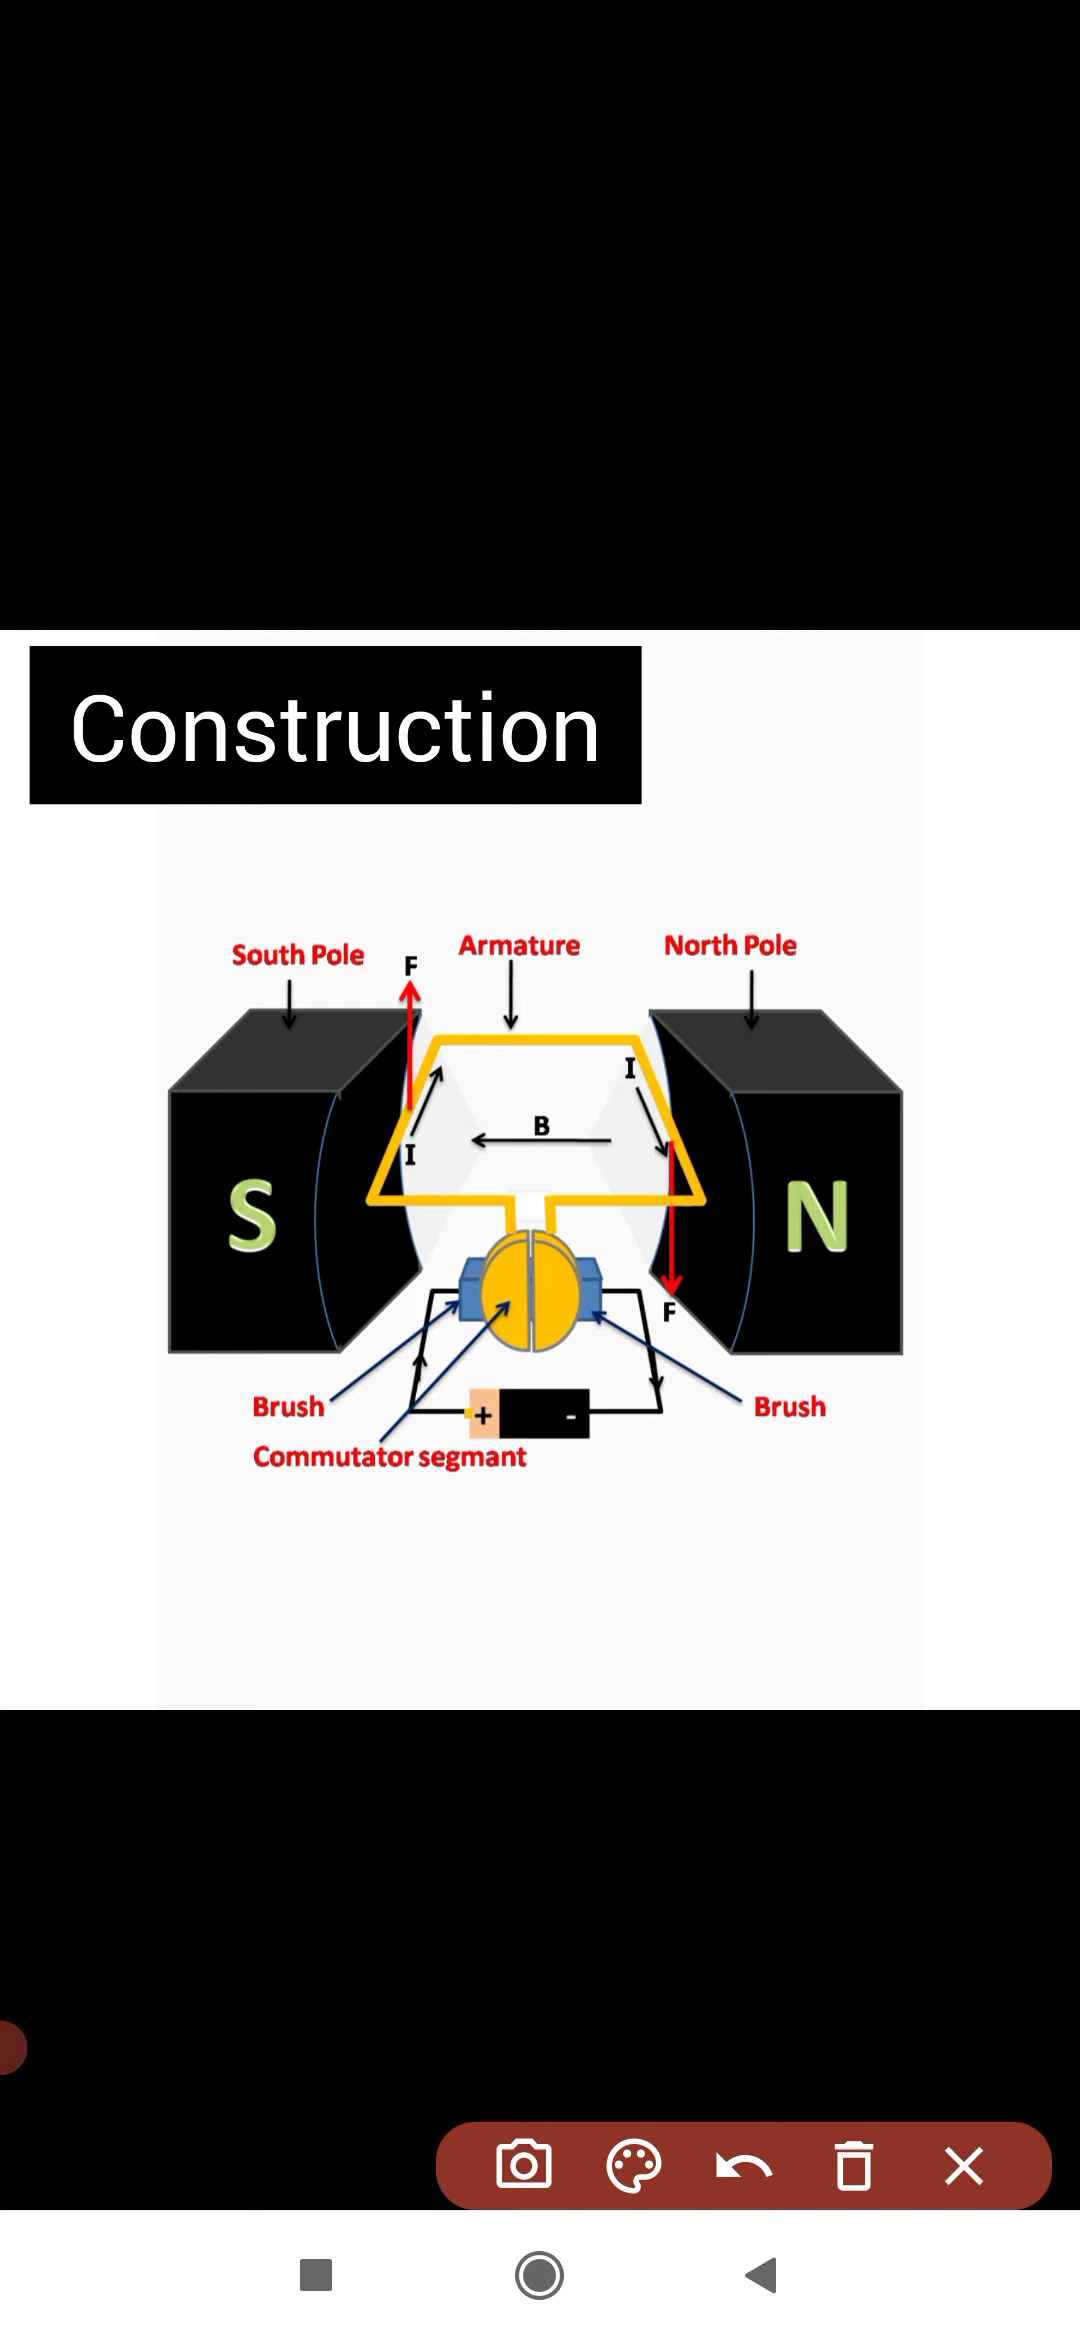 Construction
South Pole
F
Armature
North Pole
I
B
I
S
N
F
Brush
+
-
Brush
Commutator segmant